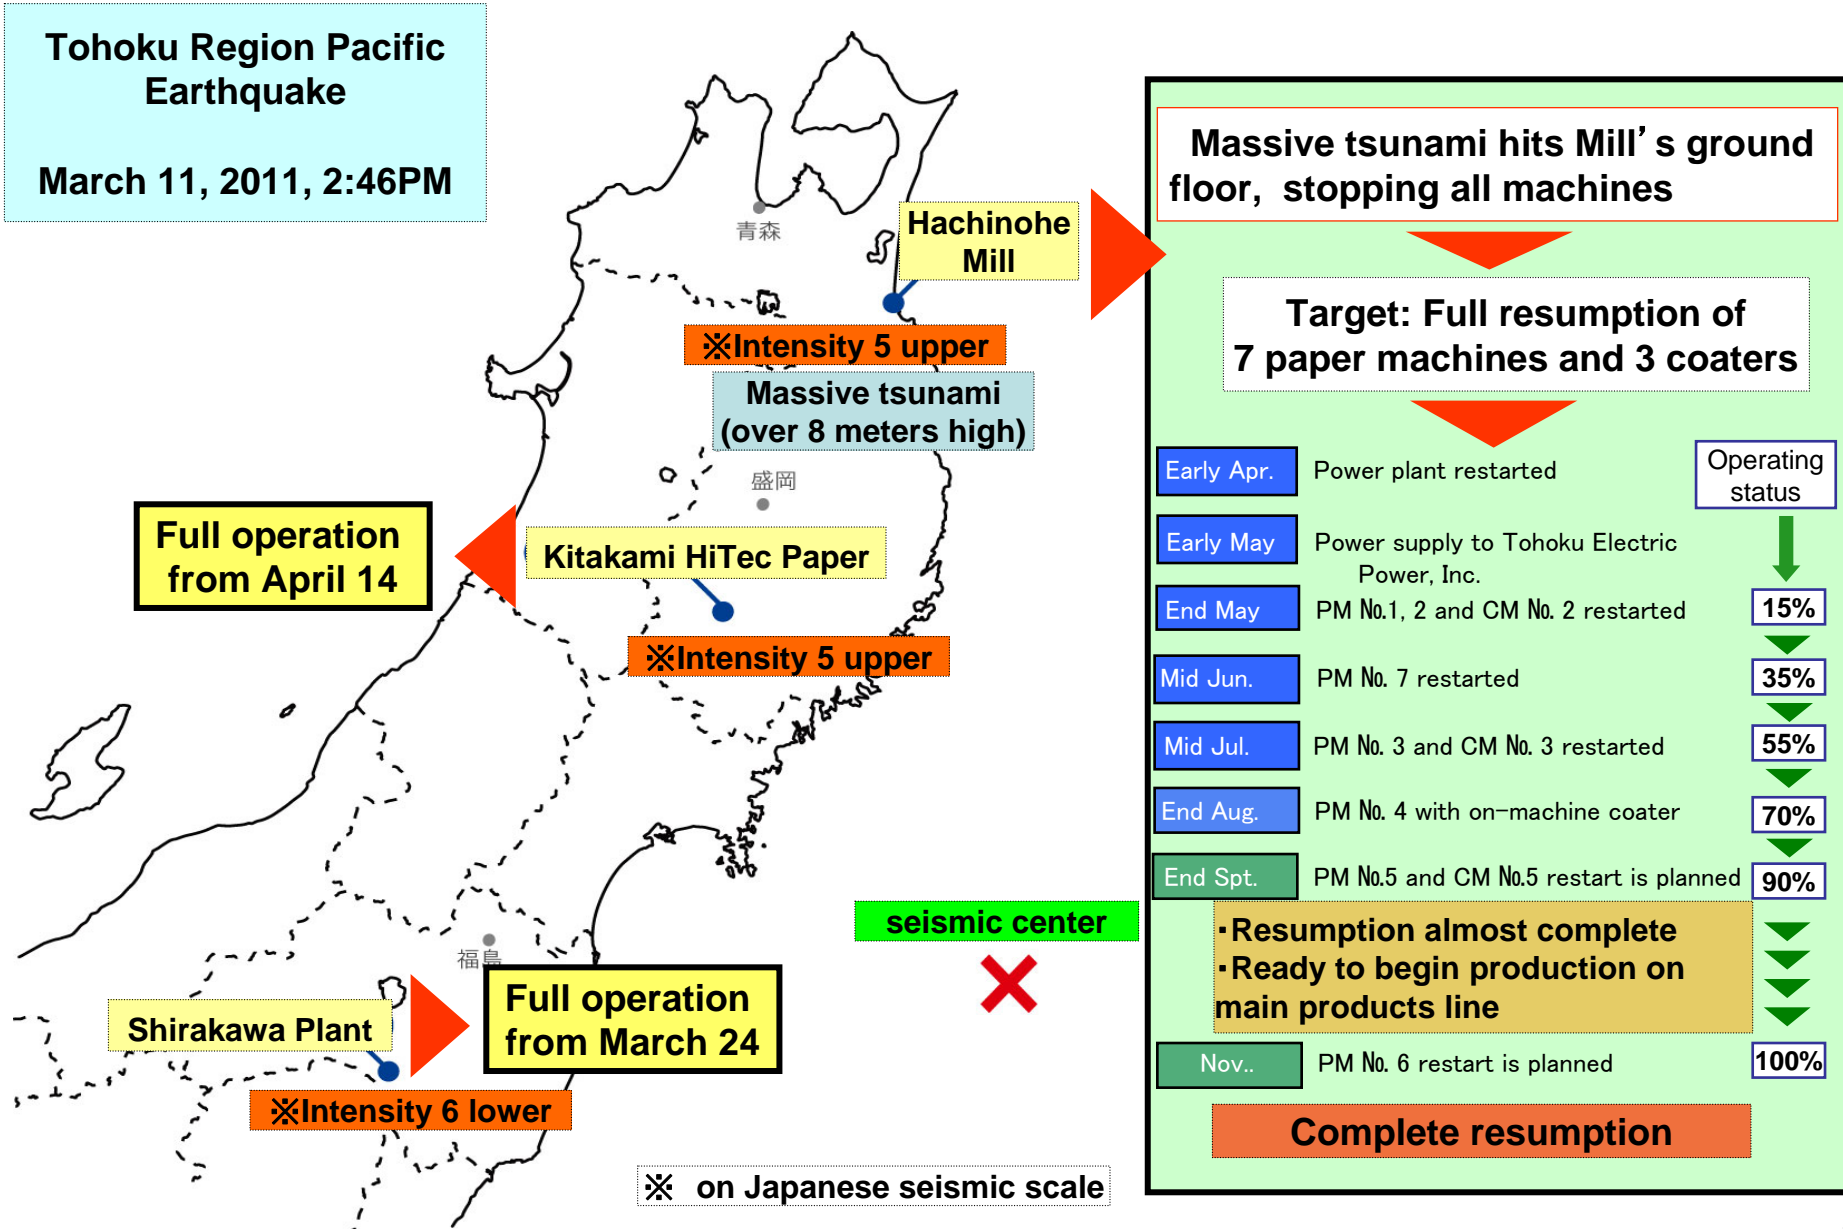 Tohoku Region Pacific
Earthquake
March 11, 2011, 2:46PM
青森
Hachinohe
Mill
※Intensity 5 upper
Massive tsunami
(over 8 meters high)
盛岡
Full operation
from April 14
Kitakami HiTec Paper
※Intensity 5 upper
seismic center
福島
Shirakawa Plant
Full operation
from March 24
※Intensity 6 lower
※ on Japanese seismic scale
Massive tsunami hits Mill's ground
floor, stopping all machines
Target: Full resumption of
7 paper machines and 3 coaters
Operating
status
Early Apr. Power plant restarted
Early May Power supply to Tohoku Electric
Power, Inc.
End May PM No.1, 2 and CM No. 2 restarted 15%
Mid Jun. PM No. 7 restarted 35%
Mid Jul. PM No. 3 and CM No. 3 restarted 55%
End Aug. PM No. 4 with on-machine coater 70%
End Spt. PM No.5 and CM No.5 restart is planned 90%
・Resumption almost complete
・Ready to begin production on
main products line
Nov.. PM No. 6 restart is planned 100%
Complete resumption